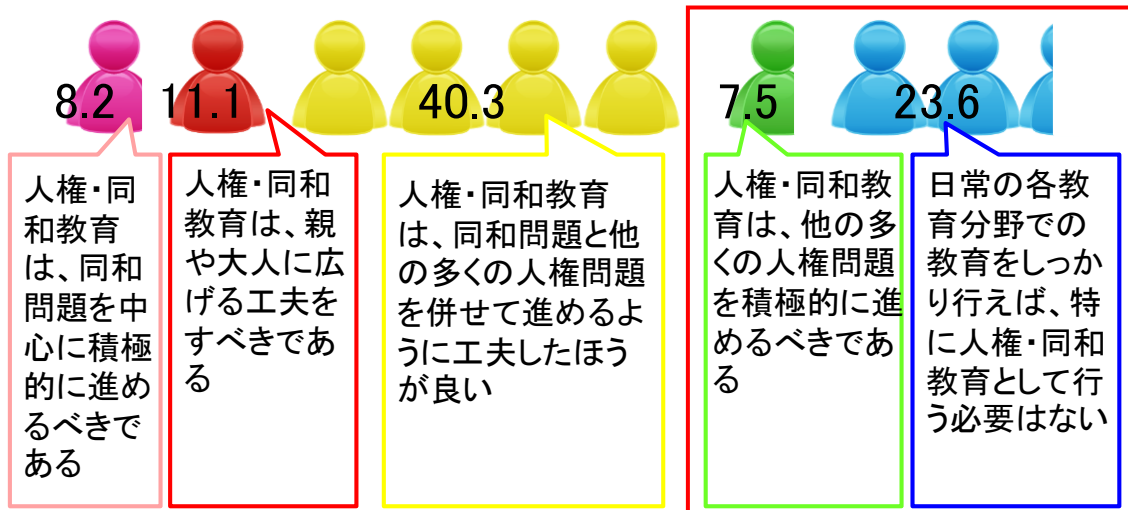 8.2
11.1
40.3
7.5
23.6
人権・同
和教育
は、同和
問題を中
心に積極
的に進め
るべきで
ある
人権・同和
教育は、親
や大人に広
げる工夫を
すべきであ
る
人権・同和教育
は、同和問題と他
の多くの人権問題
を併せて進めるよ
うに工夫したほう
が良い
人権・同和教
育は、他の多
くの人権問題
を積極的に進
めるべきであ
る
日常の各教
育分野での
教育をしっか
り行えば、特
に人権・同和
教育として行
う必要はない